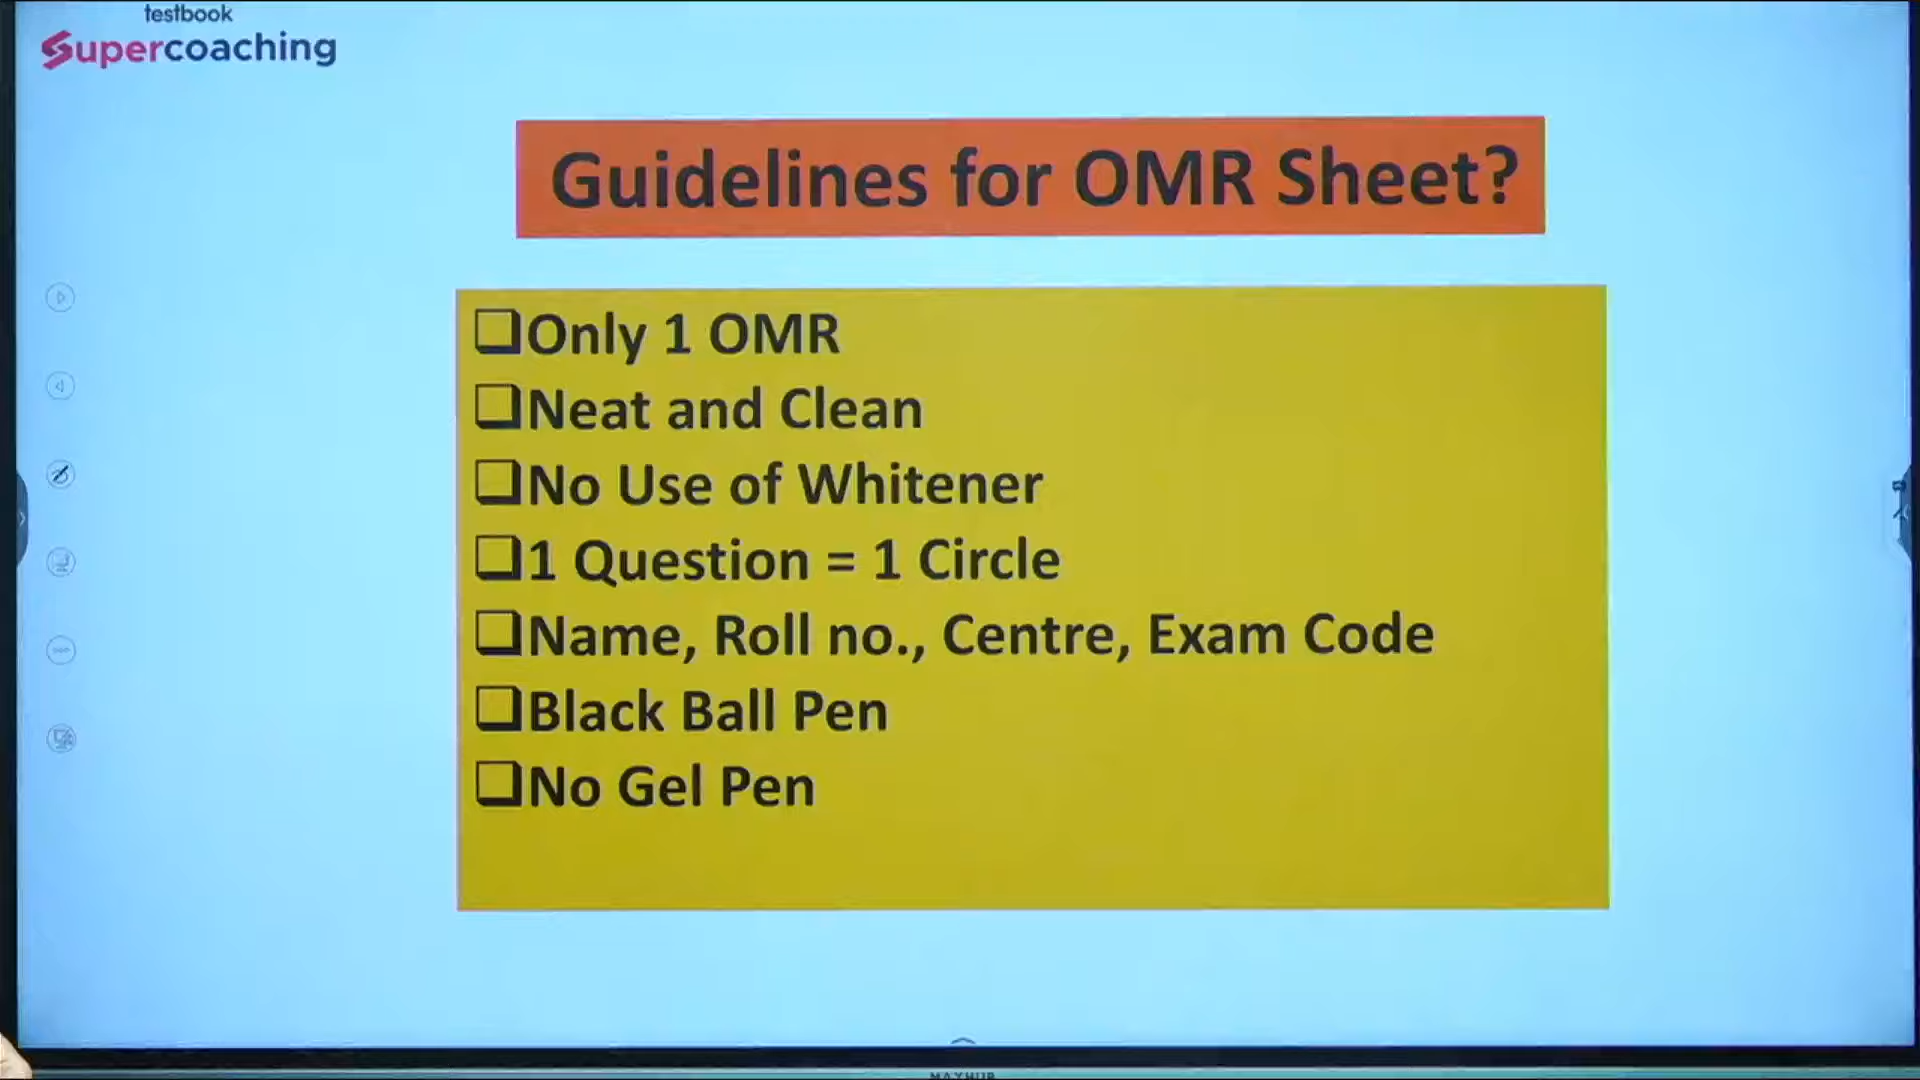 testbook
Supercoaching
Guidelines for OMR Sheet?
❑Only 1 OMR
❑Neat and Clean
❑No Use of Whitener
❑1 Question = 1 Circle
❑Name, Roll no., Centre, Exam Code
❑Black Ball Pen
❑No Gel Pen
MAXHUB